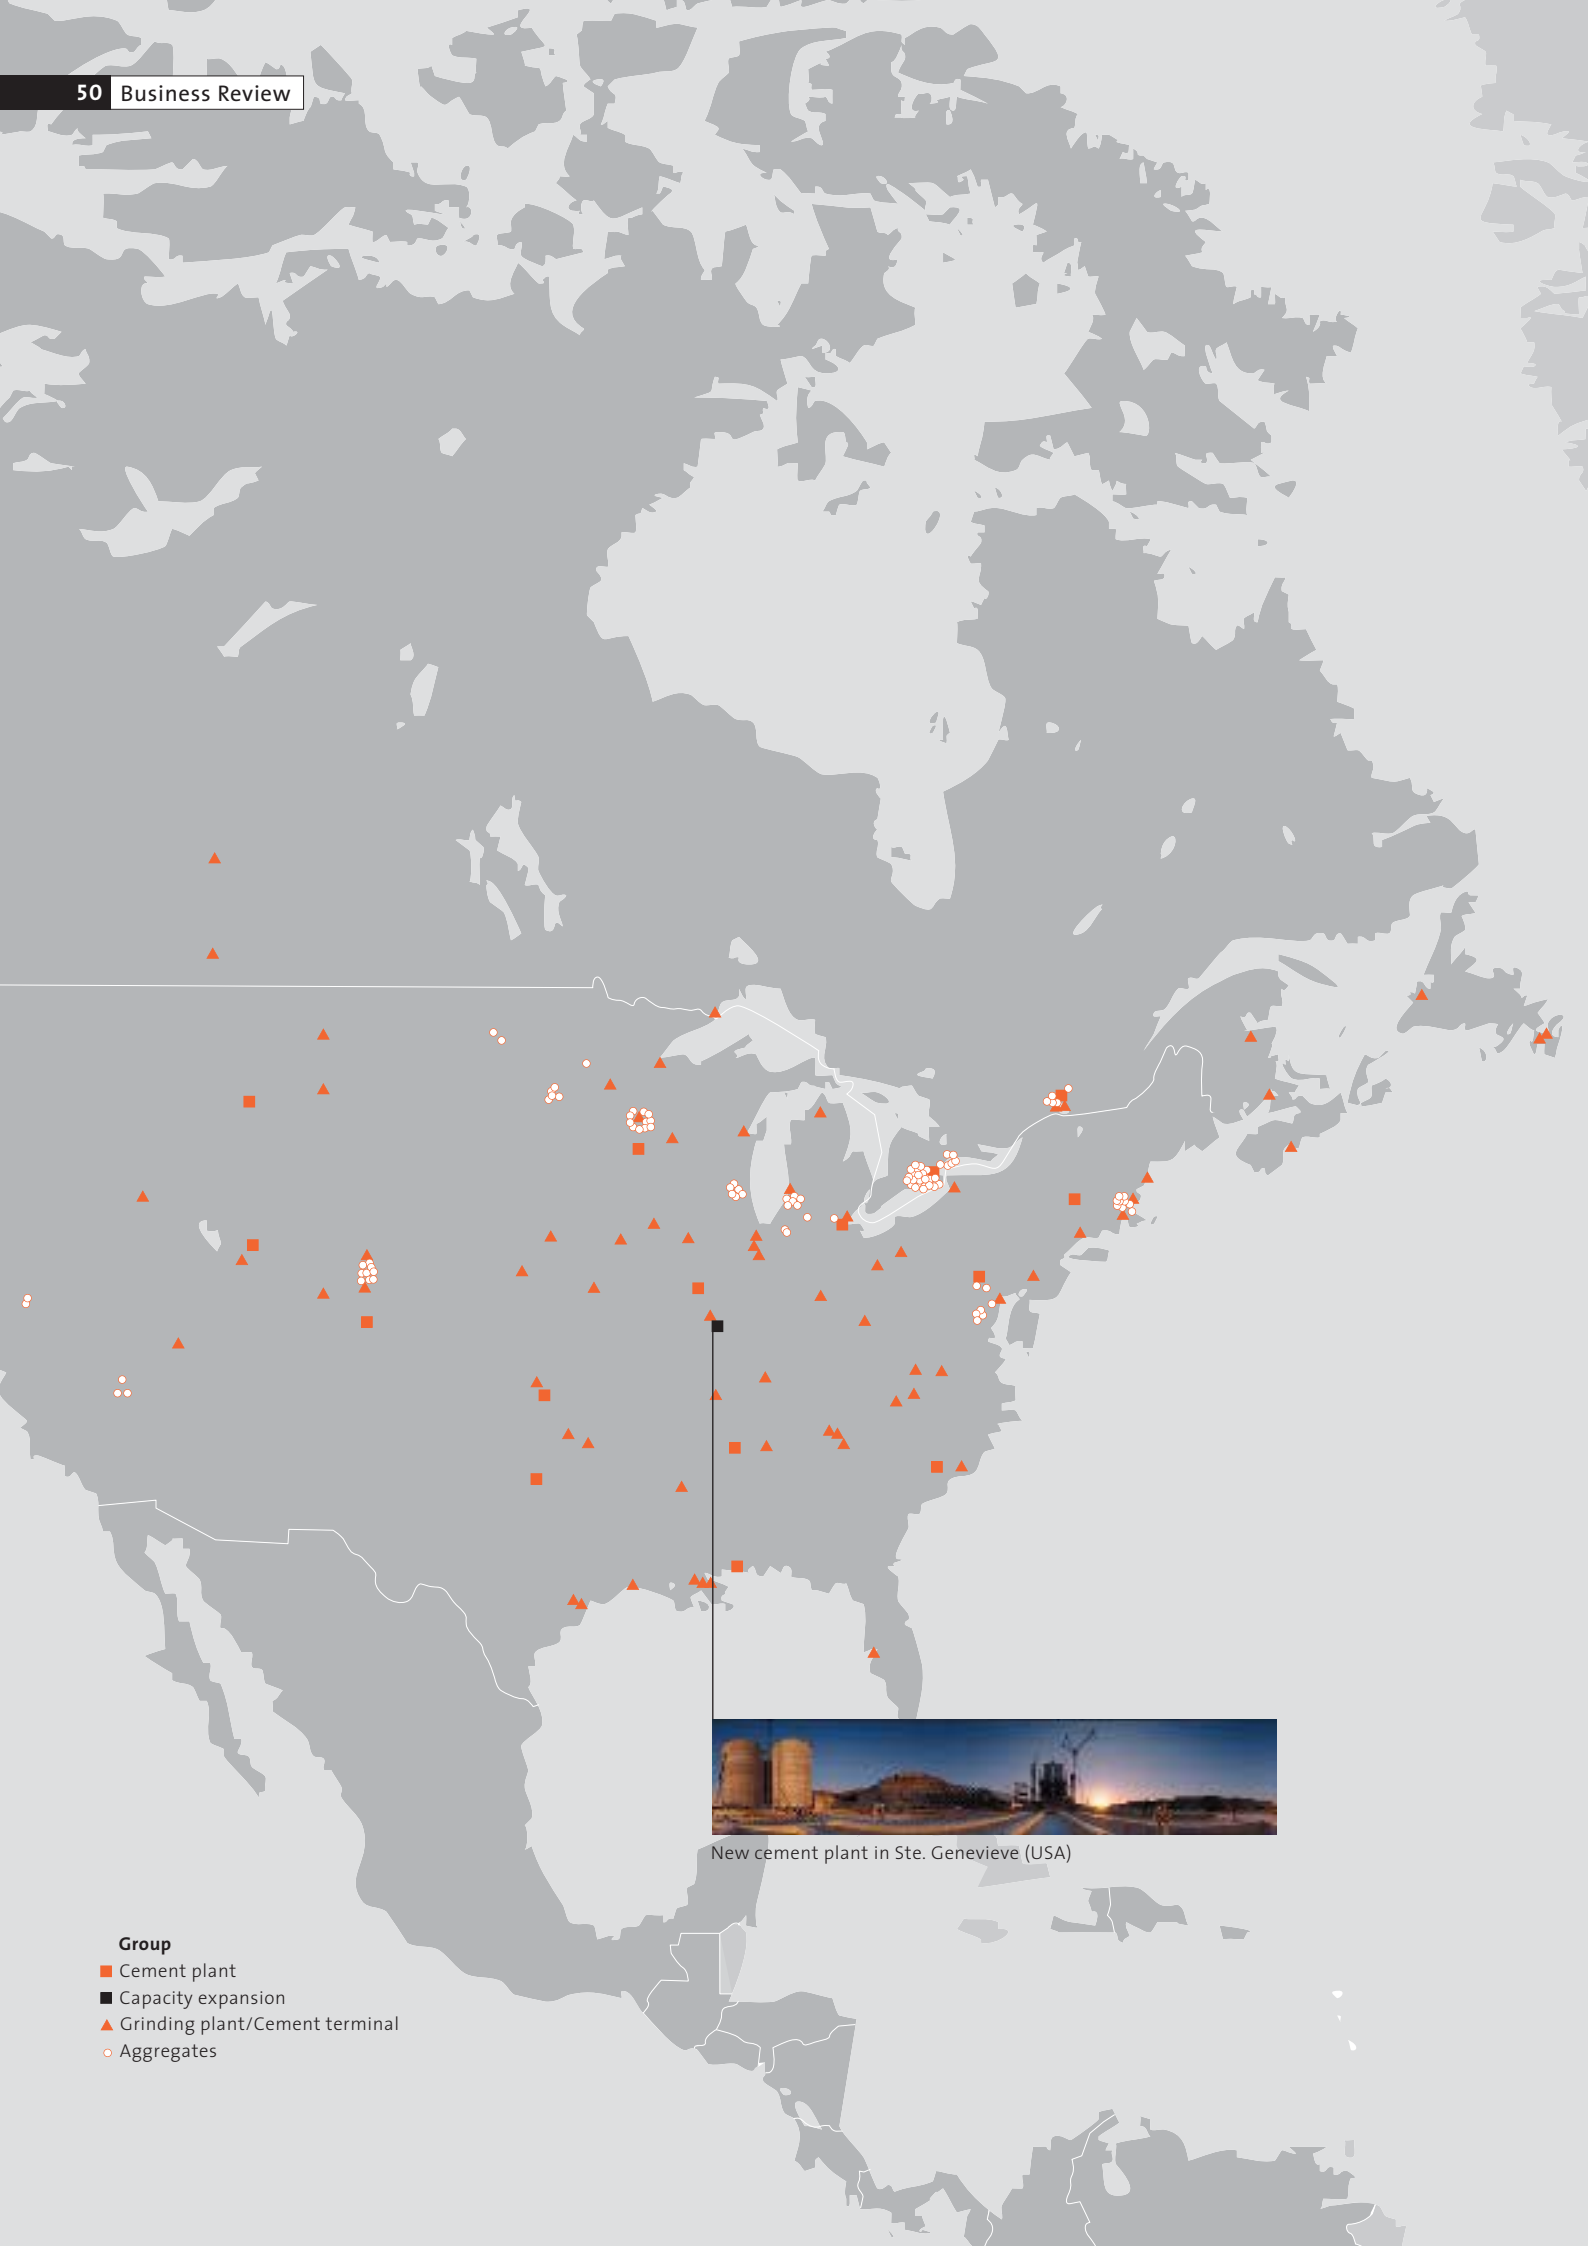 50 Business Review
New cement plant in Ste. Genevieve (USA)
Group
Cement plant
Capacity expansion
Grinding plant/Cement terminal
Aggregates